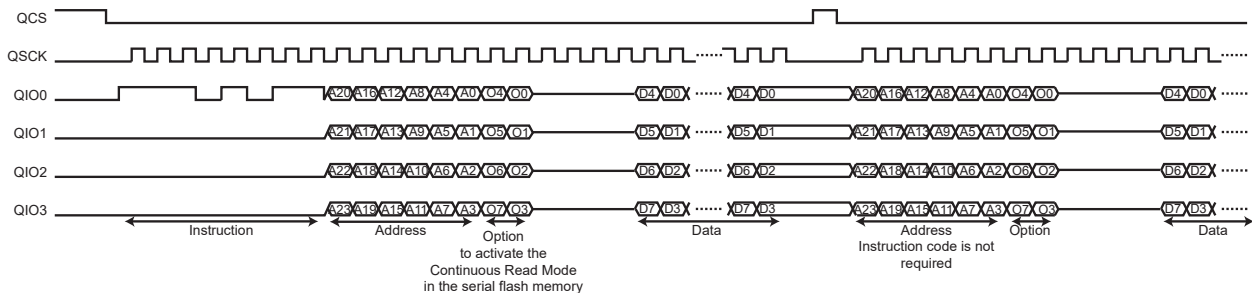 QCS
QSCK
QIO0 A20 A16 A12 A8 A4 A0 O4 O0 D4 D0 D4 D0 A20 A16 A12 A8 A4 A0 O4 O0 D4 D0
QIO1 A21 A17 A13 A9 A5 A1 O5 O1 D5 D1 D5 D1 A21 A17 A13 A9 A5 A1 O5 O1 D5 D1
QIO2 A22 A18 A14 A10 A6 A2 O6 O2 D6 D2 D6 D2 A22 A18 A14 A10 A6 A2 O6 O2 D6 D2
QIO3 A23 A19 A15 A11 A7 A3 O7 O3 D7 D3 D7 D3 A23 A19 A15 A11 A7 A3 O7 O3 D7 D3
Instruction
Address
Option
to activate the
Continuous Read Mode
in the serial flash memory
Data
Address
Instruction code is not
required
Option
Data